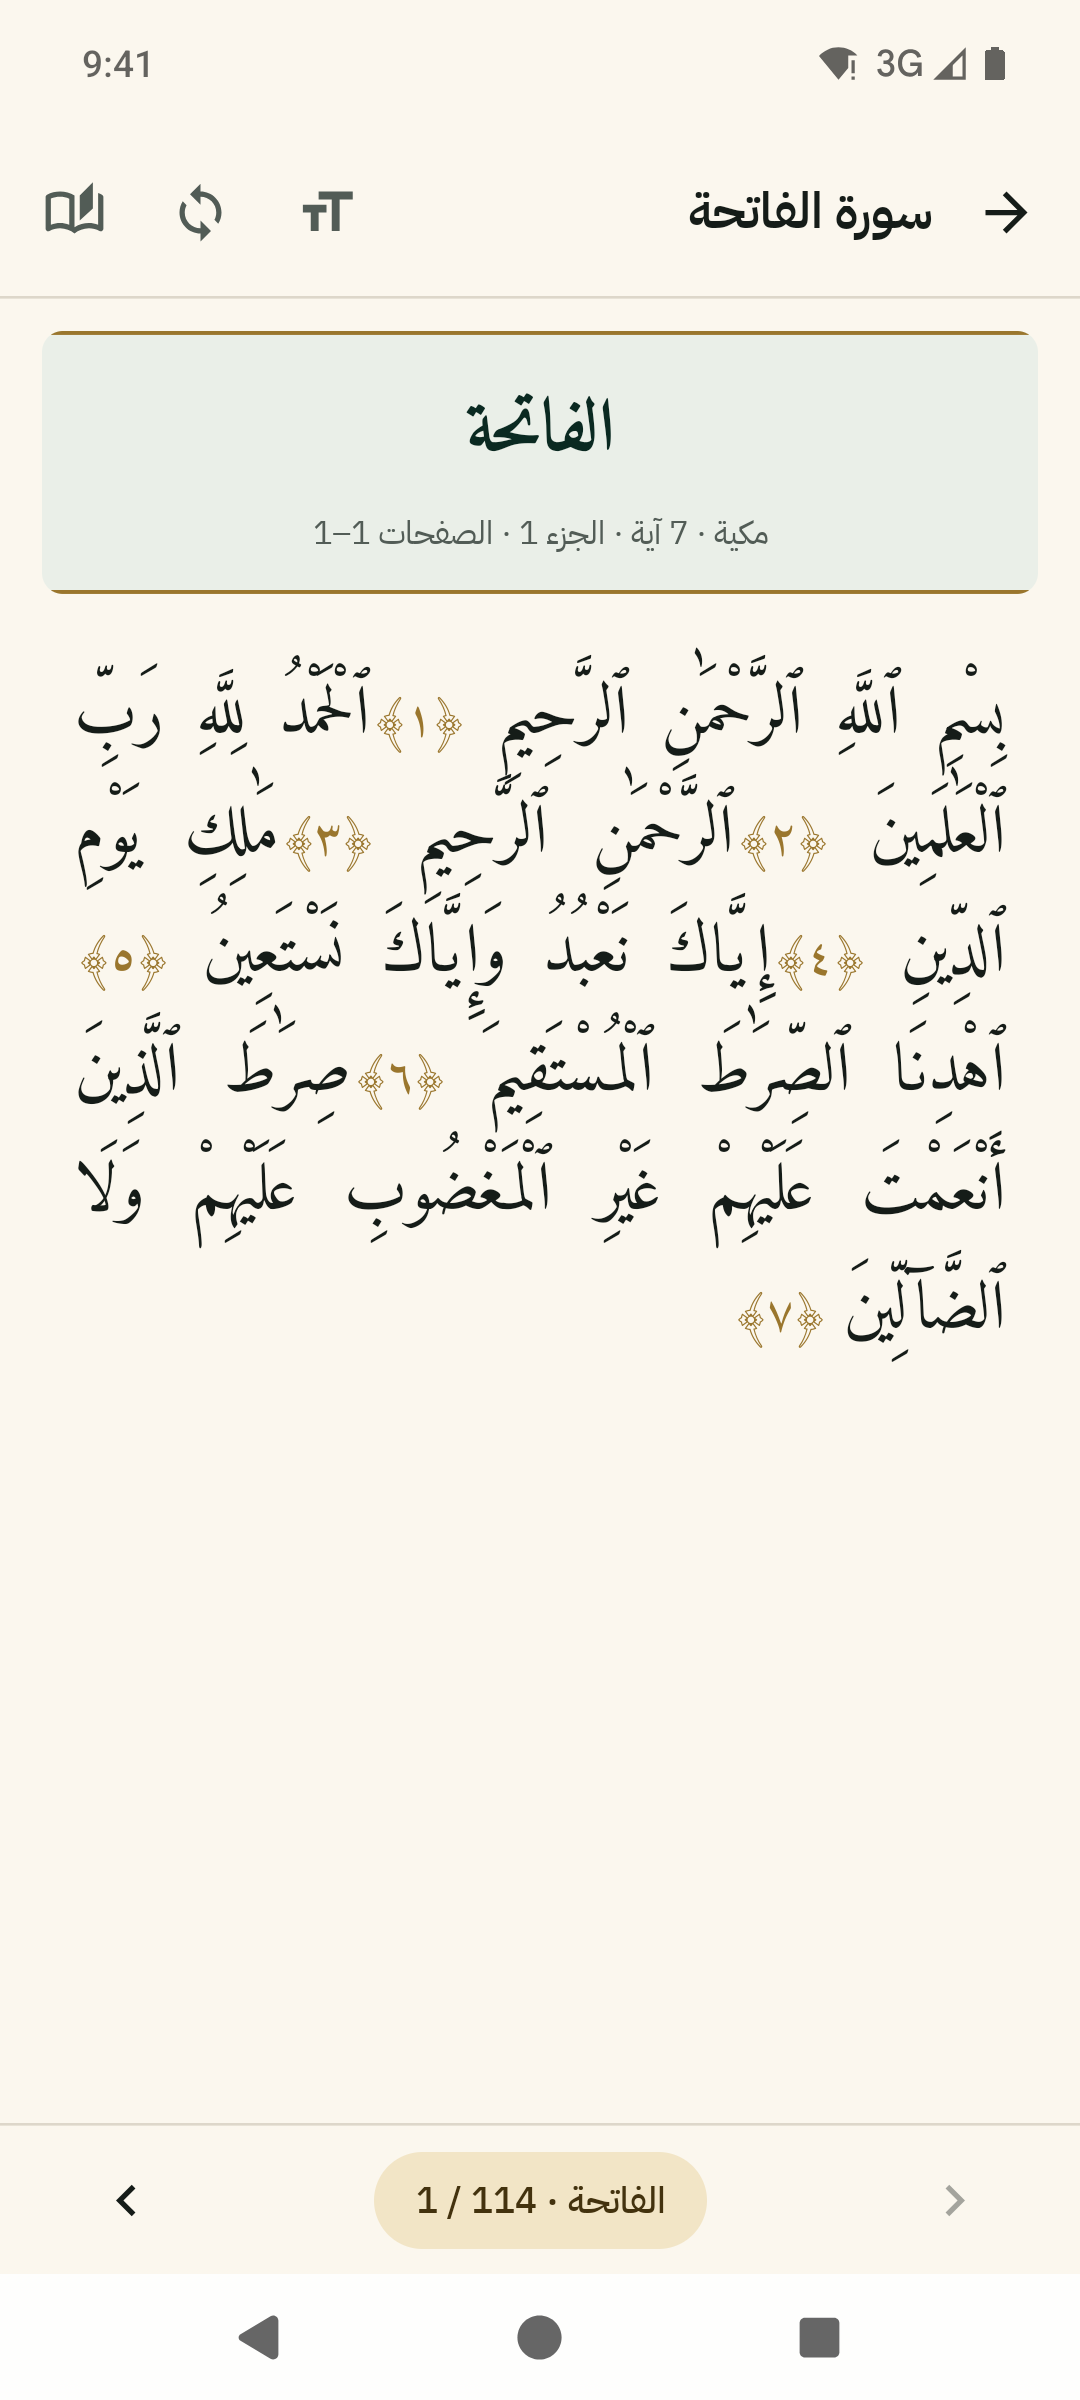 9:41 3G
سورة الفاتحة
الفاتحة
مكية · 7 آية · الجزء 1 · الصفحات 1–1
بِسْمِ ٱللَّهِ ٱلرَّحْمَٰنِ ٱلرَّحِيمِ ﴿١﴾ ٱلْحَمْدُ لِلَّهِ رَبِّ
ٱلْعَٰلَمِينَ ﴿٢﴾ ٱلرَّحْمَٰنِ ٱلرَّحِيمِ ﴿٣﴾ مَٰلِكِ يَوْمِ
ٱلدِّينِ ﴿٤﴾ إِيَّاكَ نَعْبُدُ وَإِيَّاكَ نَسْتَعِينُ ﴿٥﴾
ٱهْدِنَا ٱلصِّرَٰطَ ٱلْمُسْتَقِيمَ ﴿٦﴾ صِرَٰطَ ٱلَّذِينَ
أَنْعَمْتَ عَلَيْهِمْ غَيْرِ ٱلْمَغْضُوبِ عَلَيْهِمْ وَلَا
ٱلضَّآلِّينَ ﴿٧﴾
الفاتحة · 114 / 1